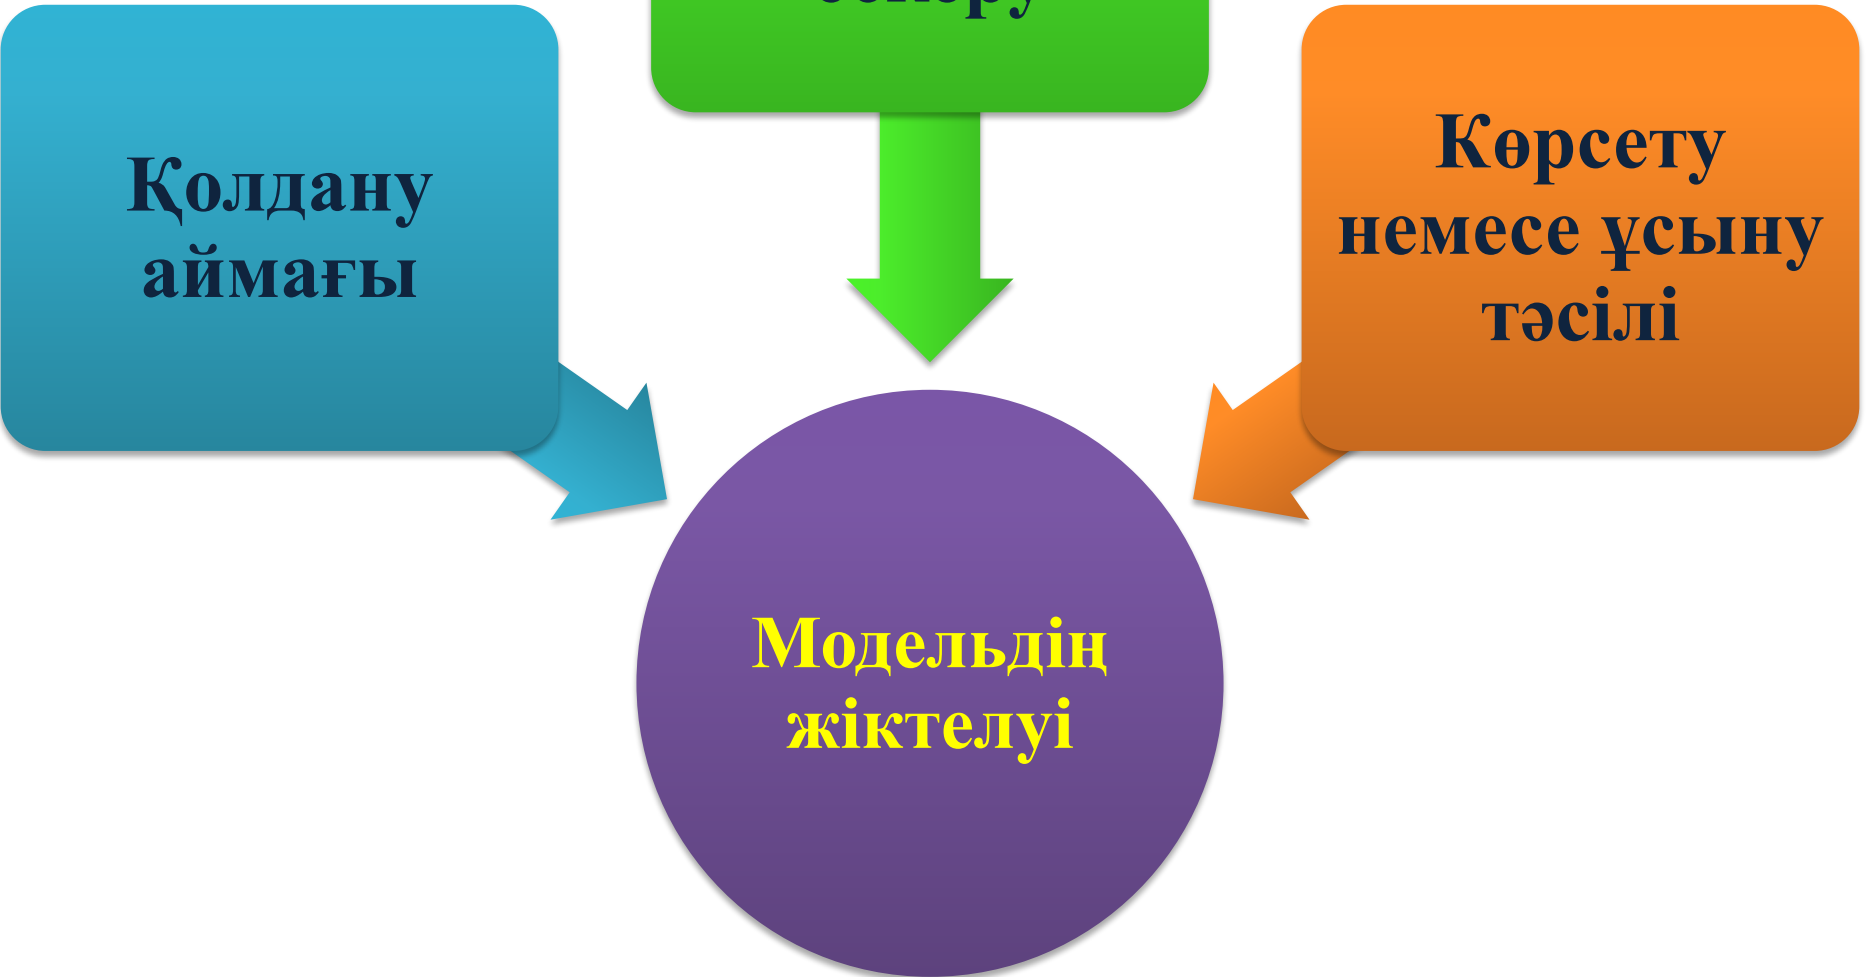 Қолдану
аймағы
Көрсету
немесе ұсыну
тәсілі
Модельдің
жіктелуі